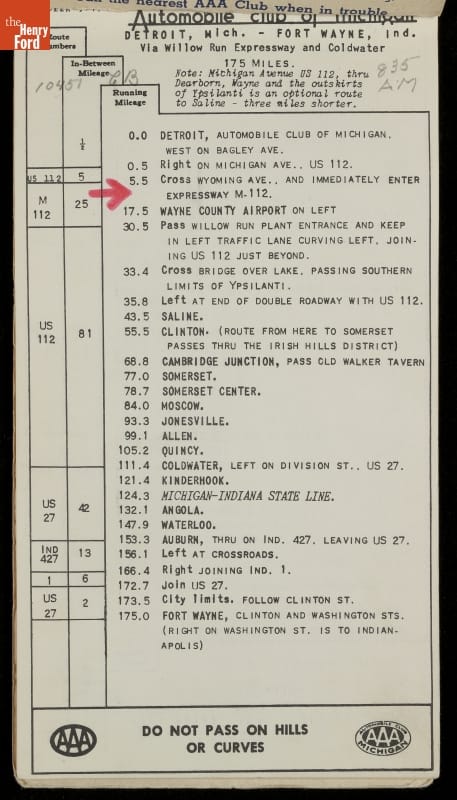 the Henry Ford
the nearest AAA Club when in trouble.
Automobile Club of Michigan
DETROIT, Mich. - FORT WAYNE, Ind.
Via Willow Run Expressway and Coldwater
175 MILES.
Route Numbers
In-Between Mileage
Running Mileage
Note: Michigan Avenue US 112, thru
Dearborn, Wayne and the outskirts
of Ypsilanti is an optional route
to Saline - three miles shorter.
10451
835
AM
½
0.0 DETROIT, AUTOMOBILE CLUB OF MICHIGAN.
WEST ON BAGLEY AVE.
0.5 Right ON MICHIGAN AVE., US 112.
US 112 5
5.5 Cross WYOMING AVE., AND IMMEDIATELY ENTER
EXPRESSWAY M-112.
M 112 25
17.5 WAYNE COUNTY AIRPORT ON LEFT
30.5 Pass WILLOW RUN PLANT ENTRANCE AND KEEP
IN LEFT TRAFFIC LANE CURVING LEFT, JOIN-
ING US 112 JUST BEYOND.
33.4 Cross BRIDGE OVER LAKE, PASSING SOUTHERN
LIMITS OF YPSILANTI.
35.8 Left AT END OF DOUBLE ROADWAY WITH US 112.
43.5 SALINE.
US 112 81
55.5 CLINTON. (ROUTE FROM HERE TO SOMERSET
PASSES THRU THE IRISH HILLS DISTRICT)
68.8 CAMBRIDGE JUNCTION, PASS OLD WALKER TAVERN
77.0 SOMERSET.
78.7 SOMERSET CENTER.
84.0 MOSCOW.
93.3 JONESVILLE.
99.1 ALLEN.
105.2 QUINCY.
111.4 COLDWATER, LEFT ON DIVISION ST., US 27.
121.4 KINDERHOOK.
124.3 MICHIGAN-INDIANA STATE LINE.
US 27 42
132.1 ANGOLA.
147.9 WATERLOO.
153.3 AUBURN, THRU ON IND. 427. LEAVING US 27.
IND 427 13
156.1 Left AT CROSSROADS.
166.4 Right JOINING IND. 1.
1 6
172.7 Join US 27.
US 27 2
173.5 City limits. FOLLOW CLINTON ST.
175.0 FORT WAYNE, CLINTON AND WASHINGTON STS.
(RIGHT ON WASHINGTON ST. IS TO INDIAN-
APOLIS)
AAA
DO NOT PASS ON HILLS
OR CURVES
AUTOMOBILE CLUB
AAA
MICHIGAN